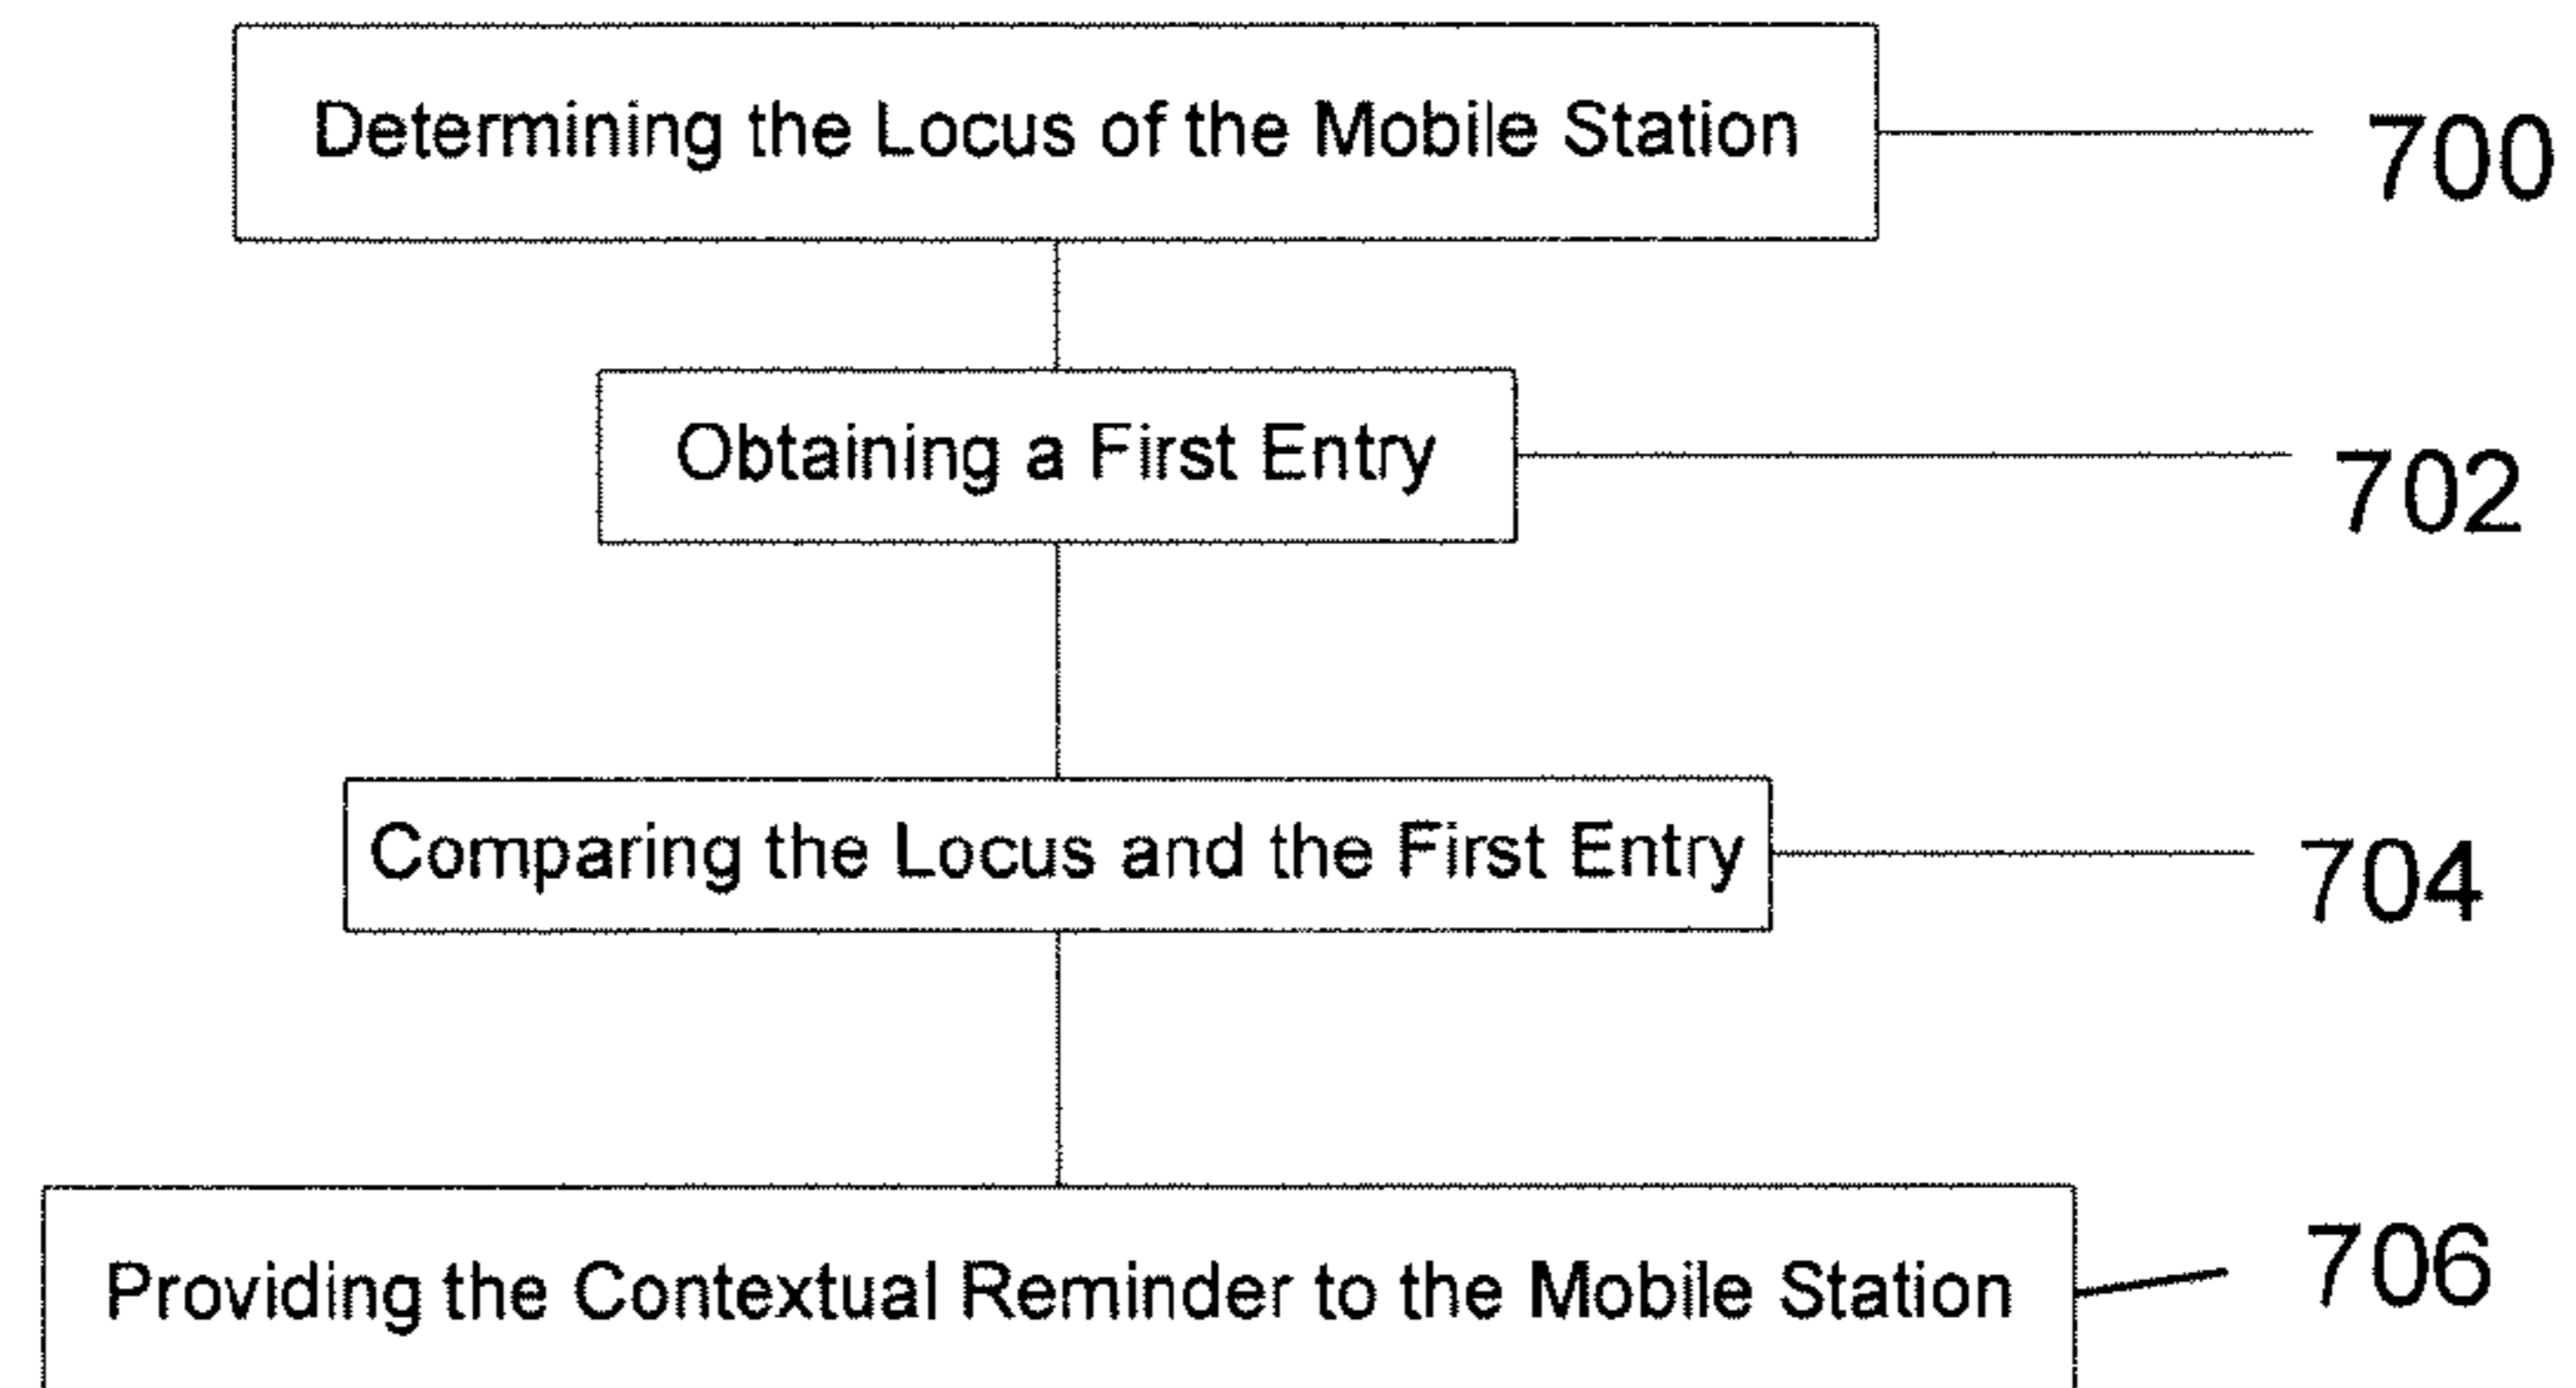 Determining the Locus of the Mobile Station
700
Obtaining a First Entry
702
Comparing the Locus and the First Entry
704
Providing the Contextual Reminder to the Mobile Station
706